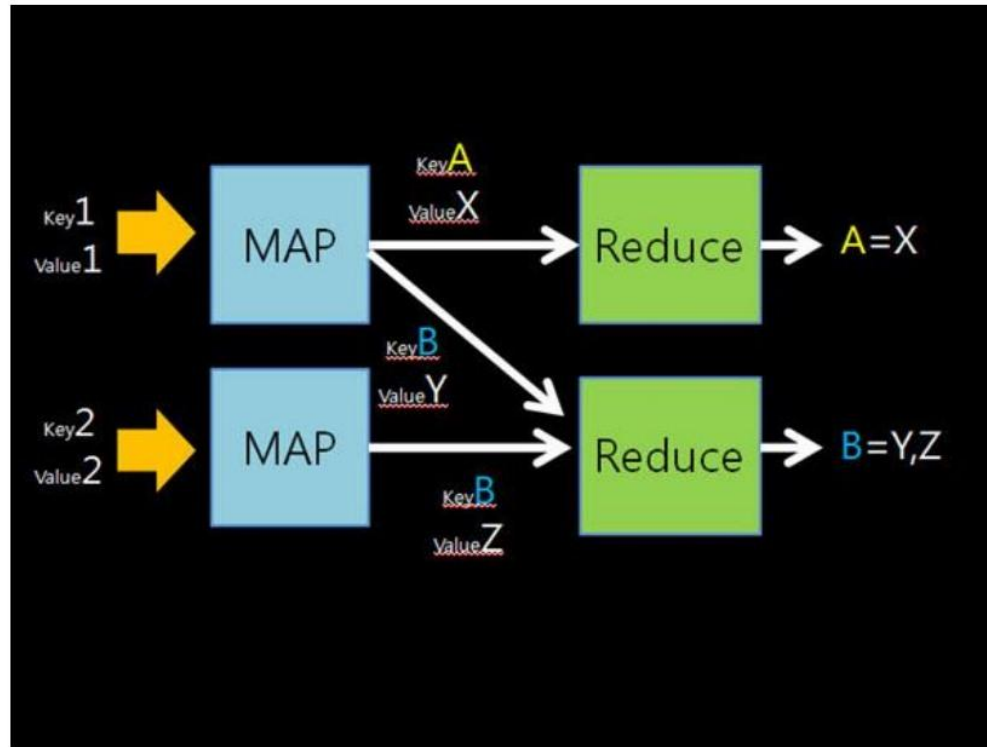 Key1
Value1
MAP
KeyA
ValueX
Reduce
A=X
KeyB
ValueY
Key2
Value2
MAP
KeyB
ValueZ
Reduce
B=Y,Z